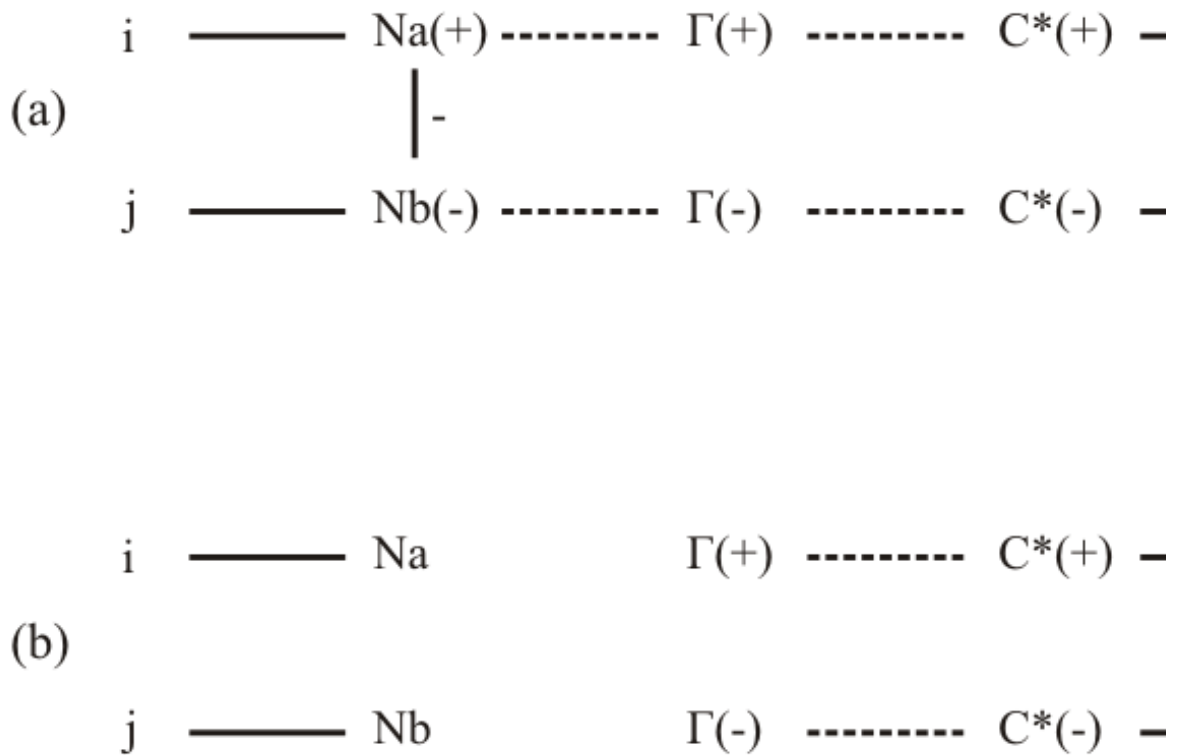 i Na(+) Γ(+) C*(+)
(a) -
j Nb(-) Γ(-) C*(-)
i Na Γ(+) C*(+)
(b)
j Nb Γ(-) C*(-)